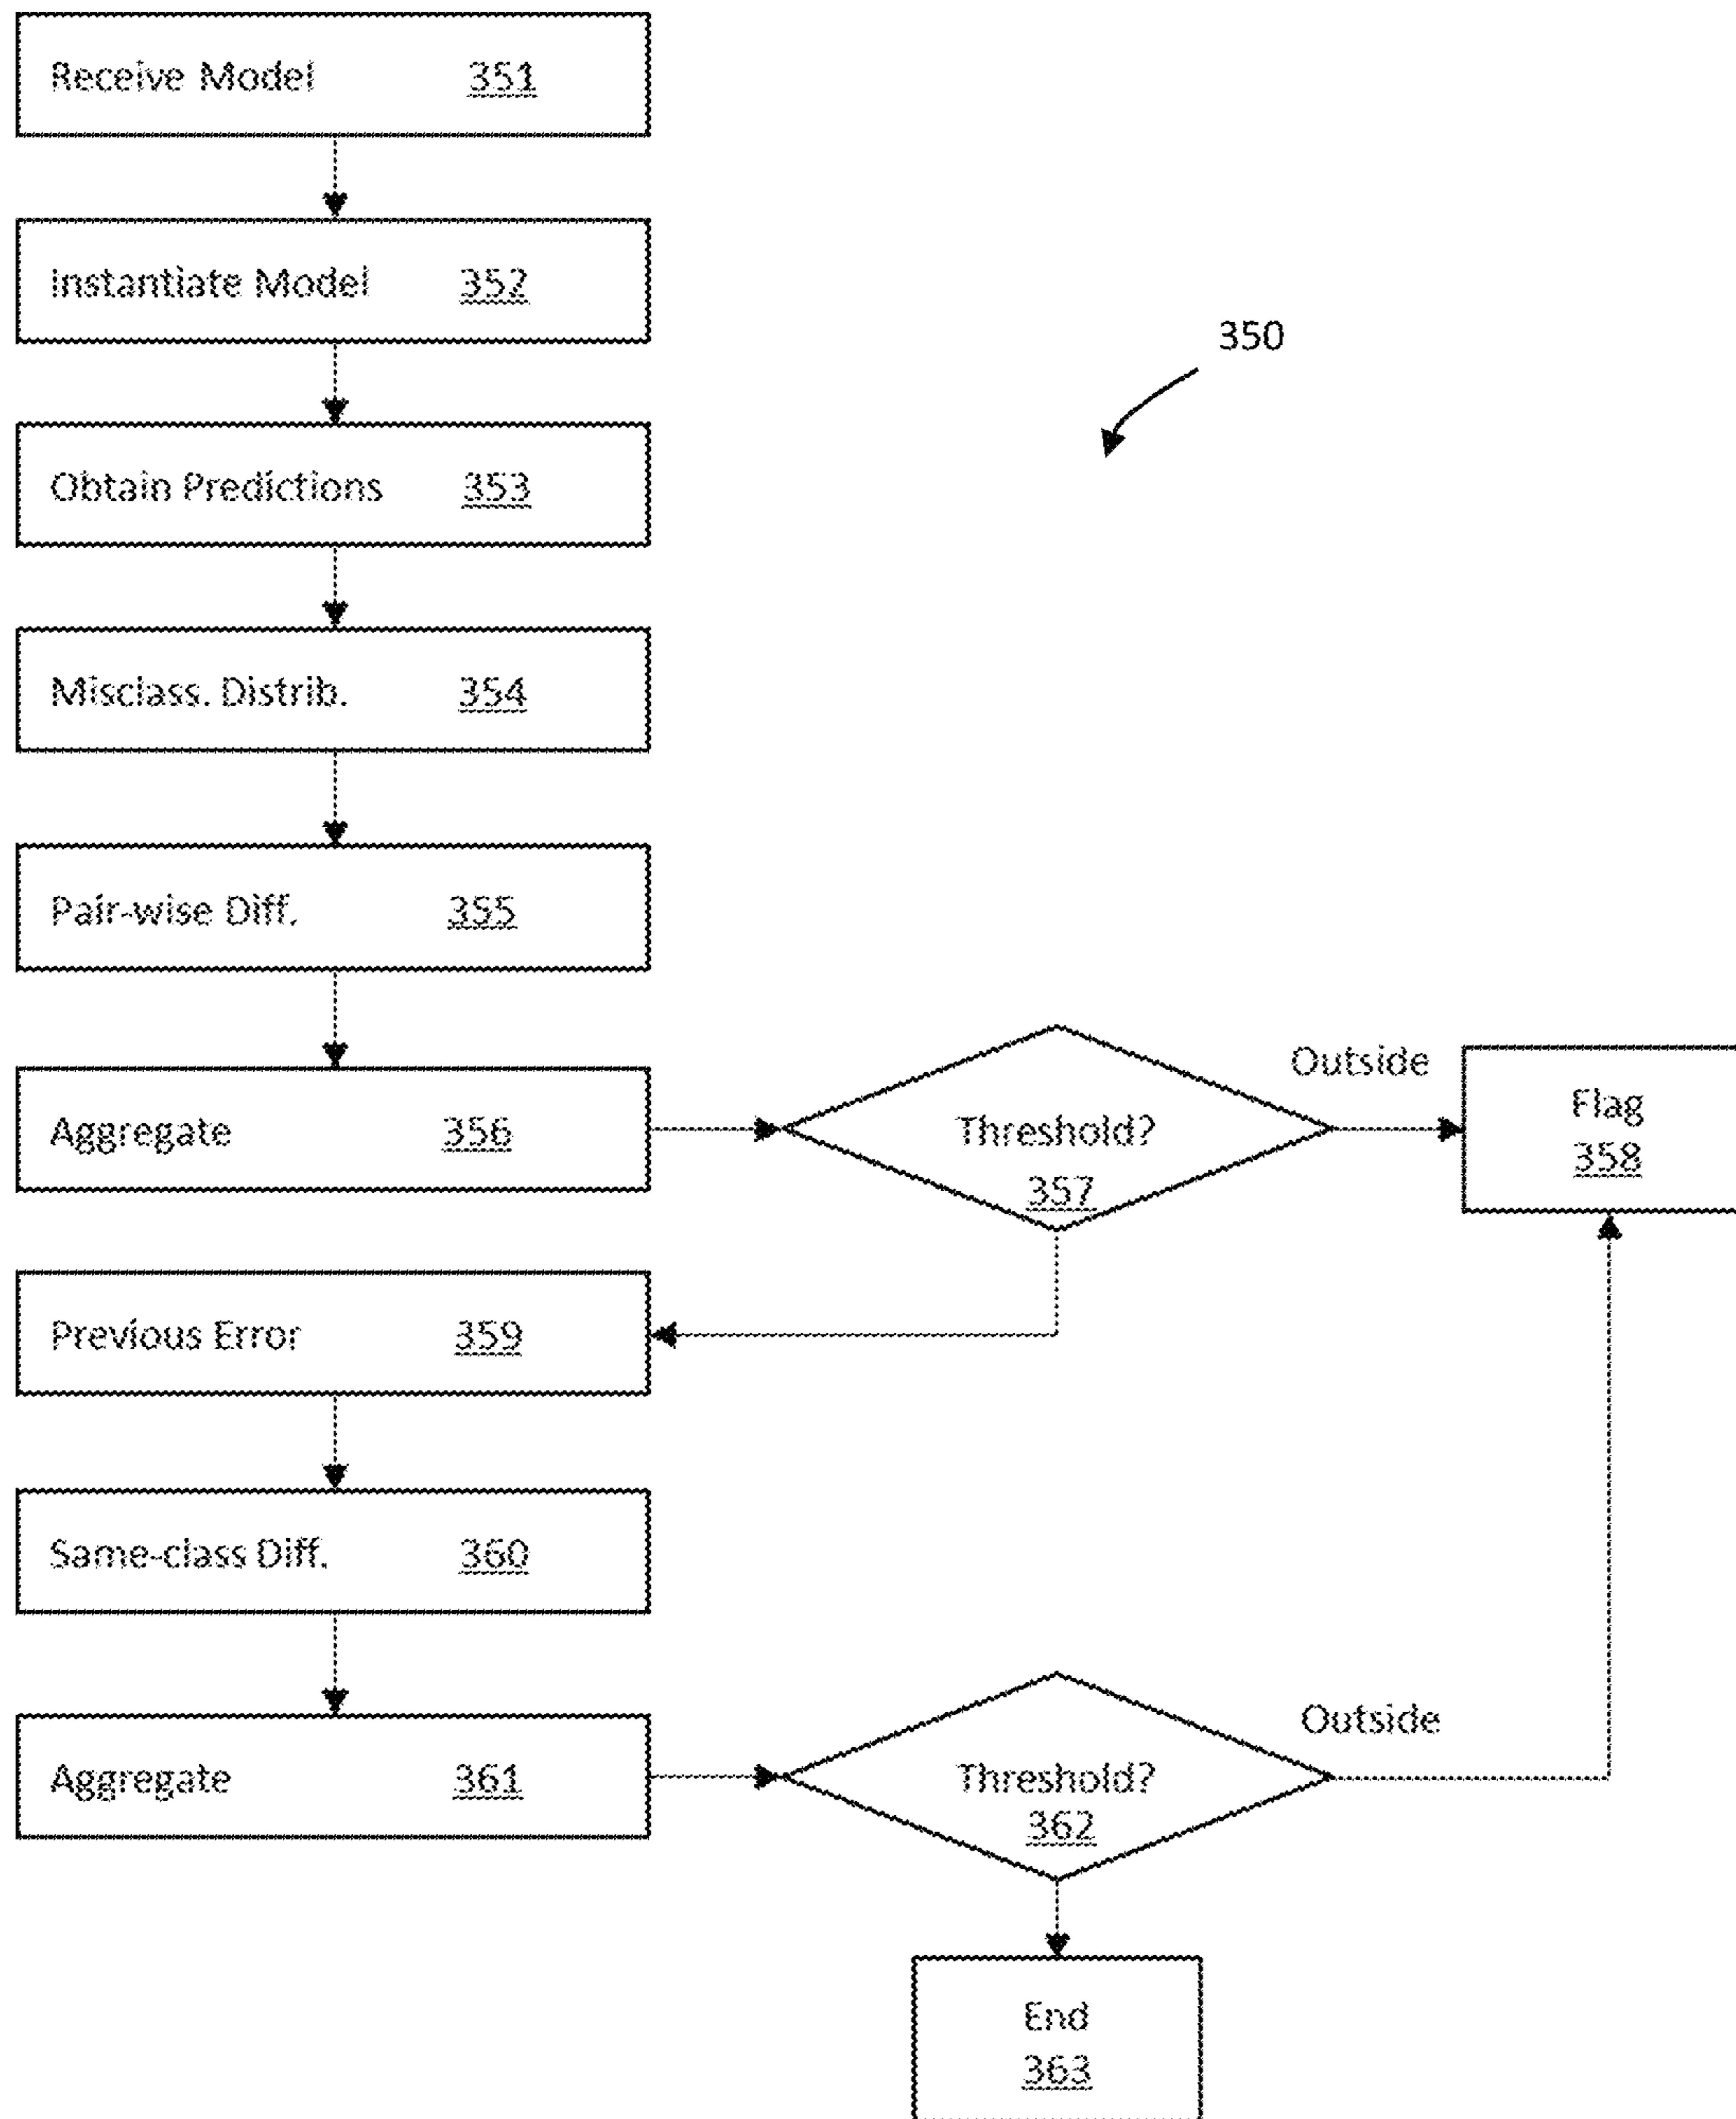 Receive Model 351
Instantiate Model 352
350
Obtain Predictions 353
Misclass. Distrib. 354
Pair-wise Diff. 355
Aggregate 356
Threshold?
357
Outside
Flag
358
Previous Error 359
Same-class Diff. 360
Aggregate 361
Threshold?
362
Outside
End
363